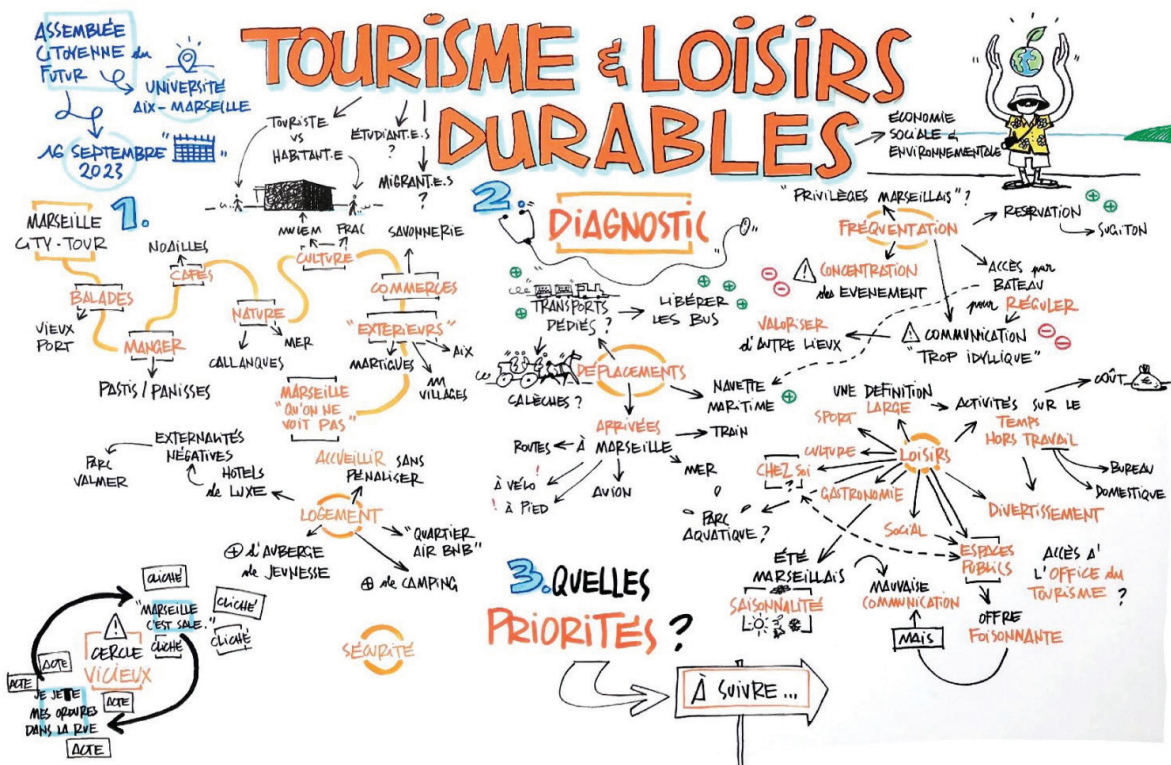 ASSEMBLÉE
CITOYENNE du
FUTUR
UNIVERSITÉ
AIX-MARSEILLE
16 SEPTEMBRE
2023
TOURISME & LOISIRS
DURABLES
ÉCONOMIE
SOCIALE &
ENVIRONNEMENTALE
1.
MARSEILLE
CITY-TOUR
BALADES
VIEUX
PORT
MANGER
PASTIS / PANISSES
NOAILLES
CAFÉS
NATURE
CALLANQUES
MER
TOURISTE
VS
HABITANT·E
ÉTUDIANT.E.S
?
MIGRANT.E.S
?
MUCEM
FRAC
CULTURE
SAVONNERIE
COMMERCES
"EXTÉRIEURS"
MARTIGUES
AIX
VILLAGES
MARSEILLE
"QU'ON NE
VOIT PAS"
EXTERNALITÉS
NÉGATIVES
PARC
VALMER
HOTELS
de LUXE
ACCUEILLIR SANS
PÉNALISER
LOGEMENT
+ d'AUBERGE
de JEUNESSE
"QUARTIER
AIR BNB"
+ de CAMPING
SÉCURITÉ
CLICHÉ
"MARSEILLE
C'EST SALE."
CLICHÉ
CLICHÉ
CLICHÉ
CERCLE
VICIEUX
ACTE
ACTE
JE JETTE
MES ORDURES
DANS LA RUE
ACTE
ACTE
2.
DIAGNOSTIC
TRANSPORTS
DÉDIÉS ?
LIBÉRER
LES BUS
CALÈCHES ?
DÉPLACEMENTS
NAVETTE
MARITIME
ARRIVÉES
À MARSEILLE
ROUTES
TRAIN
À VÉLO !
! À PIED
AVION
MER
"PRIVILÈGES MARSEILLAIS" ?
FRÉQUENTATION
RESERVATION
SUGITON
CONCENTRATION
des EVENEMENT
ACCÈS par
BATEAU
pour RÉGULER
VALORISER
d'AUTRE LIEUX
COMMUNICATION
"TROP IDYLLIQUE"
UNE DEFINITION
LARGE
SPORT
ACTIVITÉS SUR LE
TEMPS
HORS TRAVAIL
COÛT
BUREAU
DOMESTIQUE
LOISIRS
CULTURE
CHEZ SOI
?
GASTRONOMIE
SOCIAL
DIVERTISSEMENT
PARC
AQUATIQUE ?
ESPACES
PUBLICS
ACCÈS A'
L'OFFICE du
TOURISME
?
ÉTÉ
MARSEILLAIS
SAISONNALITÉ
MAUVAISE
COMMUNICATION
MAIS
OFFRE
FOISONNANTE
3. QUELLES
PRIORITÉS ?
À SUIVRE...